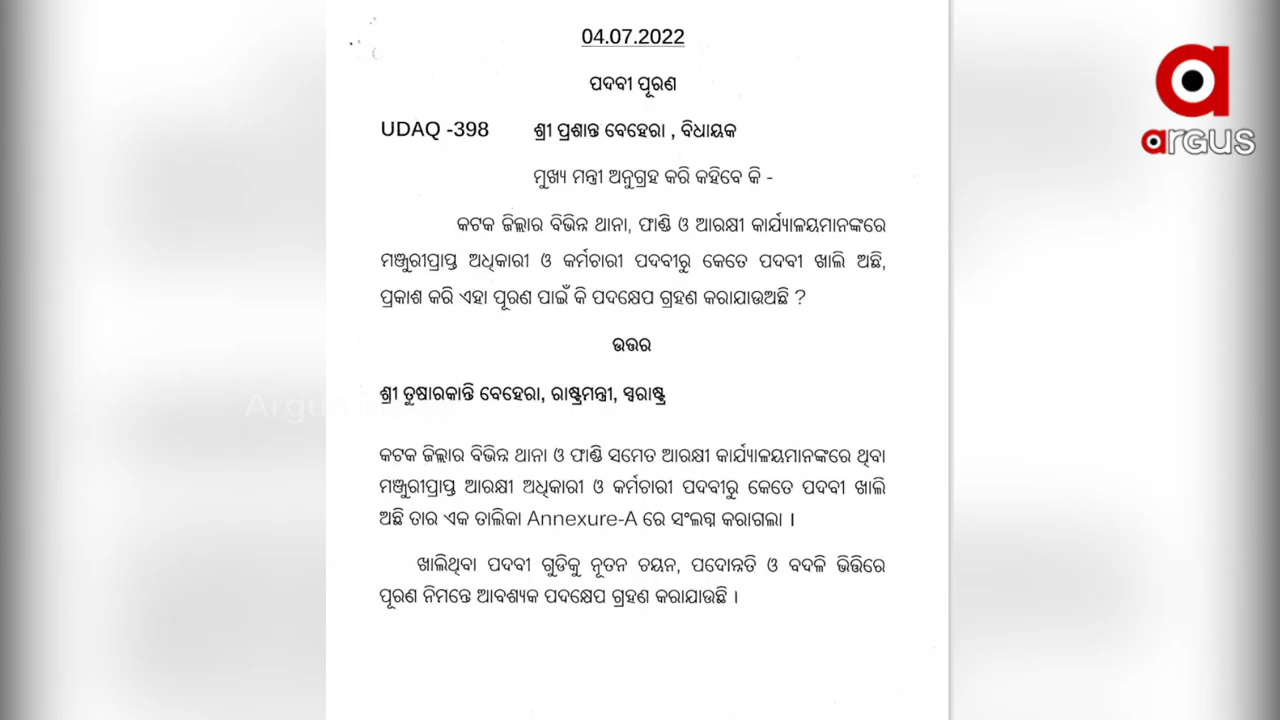 04.07.2022
ପଦବୀ ପୂରଣ
UDAQ -398 ଶ୍ରୀ ପ୍ରଶାନ୍ତ ବେହେରା , ବିଧାୟକ
ମୁଖ୍ୟ ମନ୍ତ୍ରୀ ଅନୁଗ୍ରହ କରି କହିବେ କି -
କଟକ ଜିଲ୍ଲାର ବିଭିନ୍ନ ଥାନା, ଫାଣ୍ଡି ଓ ଆରକ୍ଷୀ କାର୍ଯ୍ୟାଳୟମାନଙ୍କରେ
ମଞ୍ଜୁରୀପ୍ରାପ୍ତ ଅଧିକାରୀ ଓ କର୍ମଚାରୀ ପଦବୀରୁ କେତେ ପଦବୀ ଖାଲି ଅଛି,
ପ୍ରକାଶ କରି ଏହା ପୂରଣ ପାଇଁ କି ପଦକ୍ଷେପ ଗ୍ରହଣ କରାଯାଉଅଛି ?
ଉତ୍ତର
ଶ୍ରୀ ତୁଷାରକାନ୍ତି ବେହେରା, ରାଷ୍ଟ୍ରମନ୍ତ୍ରୀ, ସ୍ୱରାଷ୍ଟ୍ର
କଟକ ଜିଲ୍ଲାର ବିଭିନ୍ନ ଥାନା ଓ ଫାଣ୍ଡି ସମେତ ଆରକ୍ଷୀ କାର୍ଯ୍ୟାଳୟମାନଙ୍କରେ ଥିବା
ମଞ୍ଜୁରୀପ୍ରାପ୍ତ ଆରକ୍ଷୀ ଅଧିକାରୀ ଓ କର୍ମଚାରୀ ପଦବୀରୁ କେତେ ପଦବୀ ଖାଲି
ଅଛି ତାର ଏକ ତାଲିକା Annexure-A ରେ ସଂଲଗ୍ନ କରାଗଲା ।
ଖାଲିଥିବା ପଦବୀ ଗୁଡିକୁ ନୂତନ ଚୟନ, ପଦୋନ୍ନତି ଓ ବଦଳି ଭିତ୍ତିରେ
ପୂରଣ ନିମନ୍ତେ ଆବଶ୍ୟକ ପଦକ୍ଷେପ ଗ୍ରହଣ କରାଯାଉଛି ।
argus